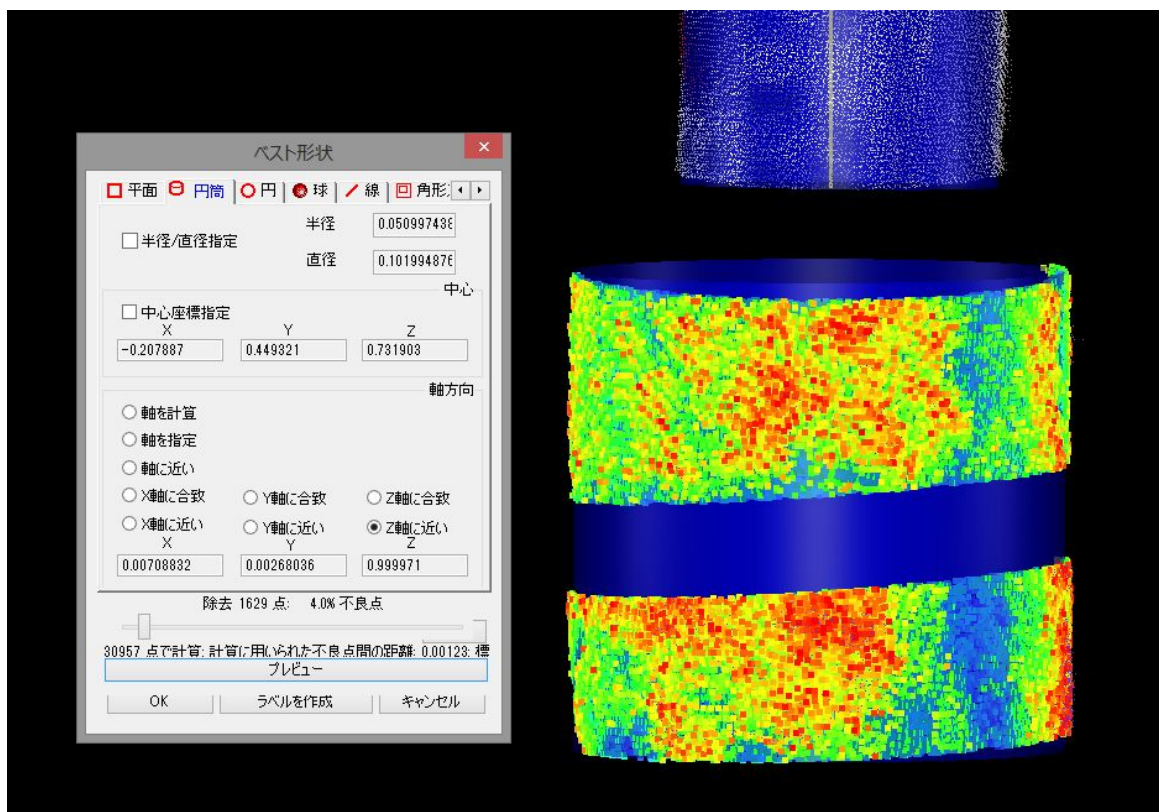 ベスト形状
平面 円筒 円 球 線 角形
半径/直径指定
半径 0.050997438
直径 0.101994876
中心
中心座標指定
X Y Z
-0.207887 0.449321 0.731903
軸方向
軸を計算
軸を指定
軸に近い
X軸に合致 Y軸に合致 Z軸に合致
X軸に近い Y軸に近い Z軸に近い
X Y Z
0.00708832 0.00268036 0.999971
除去 1629 点: 4.0% 不良点
30957 点で計算: 計算に用いられた不良点間の距離: 0.00123: 標
プレビュー
OK ラベルを作成 キャンセル